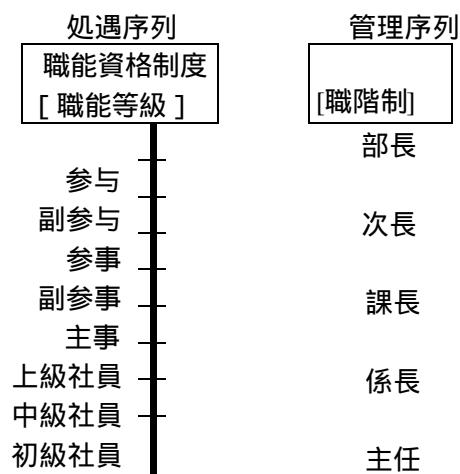 処遇序列
職能資格制度
[ 職能等級 ]
参与
副参与
参事
副参事
主事
上級社員
中級社員
初級社員
管理序列
[職階制]
部長
次長
課長
係長
主任